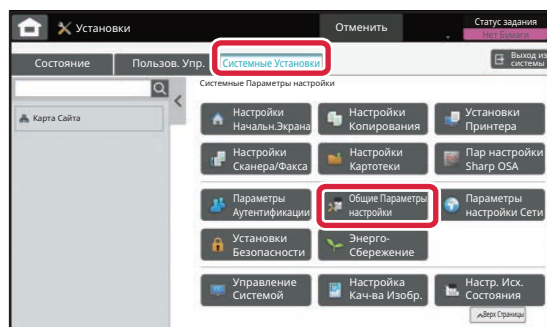 Установки
Отменить
Статус задания
Нет Бумаги
Состояние
Пользов. Упр.
Системные Установки
Выход из
системы
Системные Параметры настройки
Карта Сайта
Настройки
Начальн.Экрана
Настройки
Копирования
Установки
Принтера
Настройки
Сканера/Факса
Настройки
Картотеки
Пар настройки
Sharp OSA
Параметры
Аутентификации
Общие Параметры
настройки
Параметры
настройки Сети
Установки
Безопасности
Энерго-
Сбережение
Управление
Системой
Настройка
Кач-ва Изобр.
Настр. Исх.
Состояния
Верх Страницы